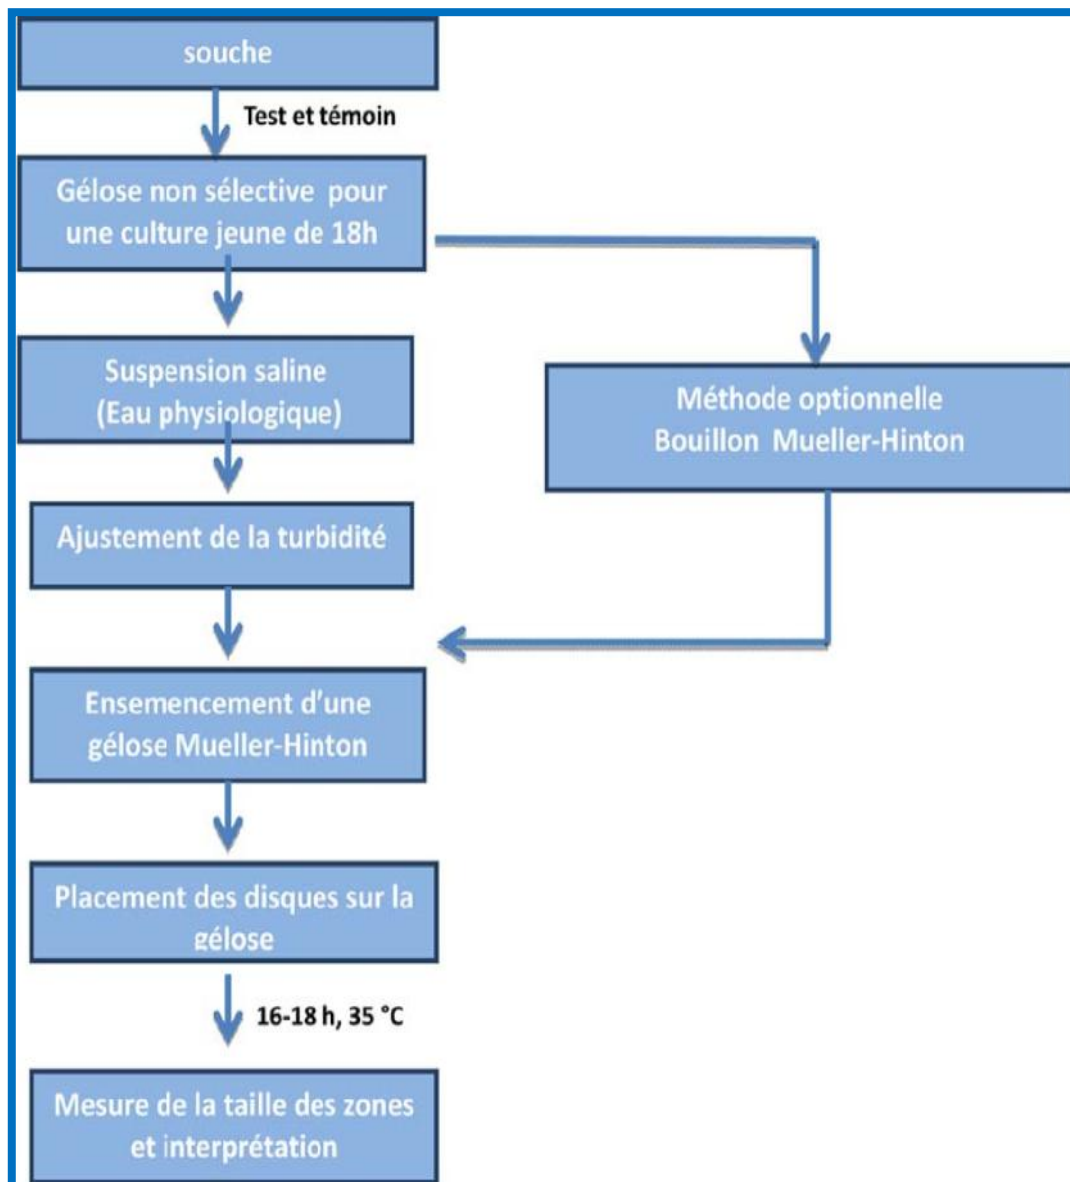 souche
Test et témoin
Gélose non sélective pour
une culture jeune de 18h
Suspension saline
(Eau physiologique)
Méthode optionnelle
Bouillon Mueller-Hinton
Ajustement de la turbidité
Ensemencement d'une
gélose Mueller-Hinton
Placement des disques sur la
gélose
16-18 h, 35 °C
Mesure de la taille des zones
et interprétation